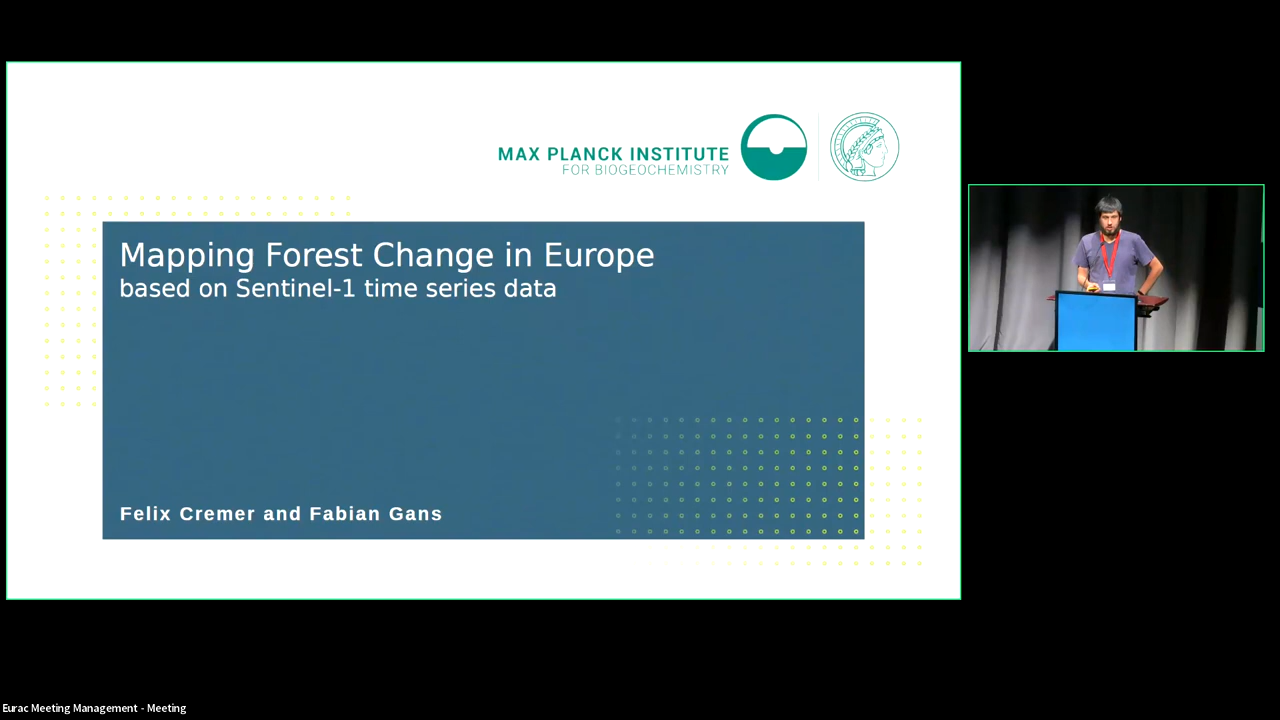 MAX PLANCK INSTITUTE
FOR BIOGEOCHEMISTRY
Mapping Forest Change in Europe
based on Sentinel-1 time series data
Felix Cremer and Fabian Gans
Eurac Meeting Management - Meeting